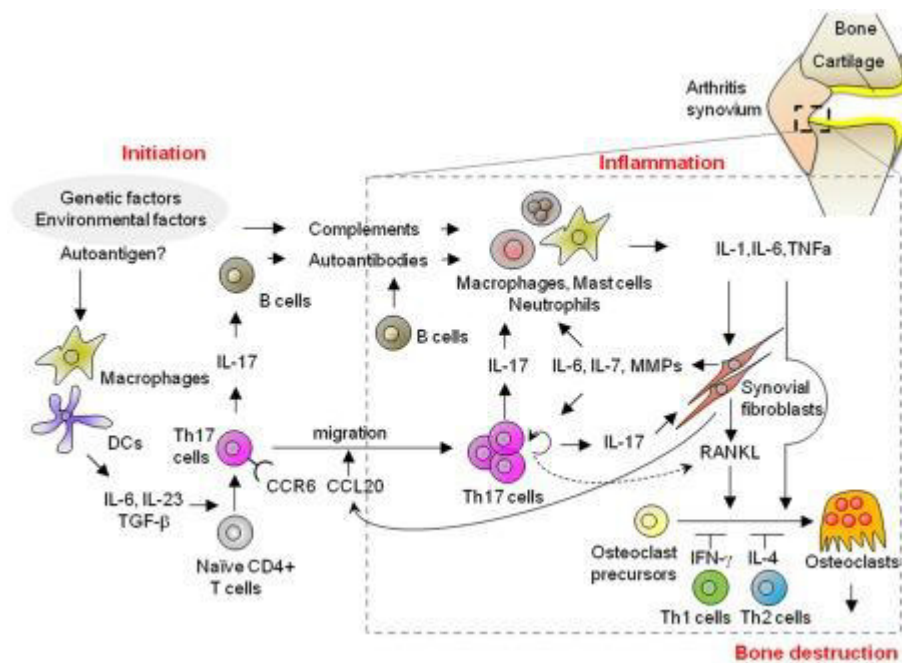 Bone
Cartilage
Arthritis
synovium
Initiation
Inflammation
Genetic factors
Environmental factors
Autoantigen?
Complements
Autoantibodies
IL-1,IL-6,TNFa
B cells
Macrophages, Mast cells
Neutrophils
B cells
IL-17
IL-17
IL-6, IL-7, MMPs
Macrophages
Synovial
fibroblasts
DCs
Th17
cells
migration
IL-17
RANKL
CCR6
CCL20
Th17 cells
IL-6, IL-23
TGF-β
Naïve CD4+
T cells
Osteoclast
precursors
IFN-γ
IL-4
Osteoclasts
Th1 cells
Th2 cells
Bone destruction